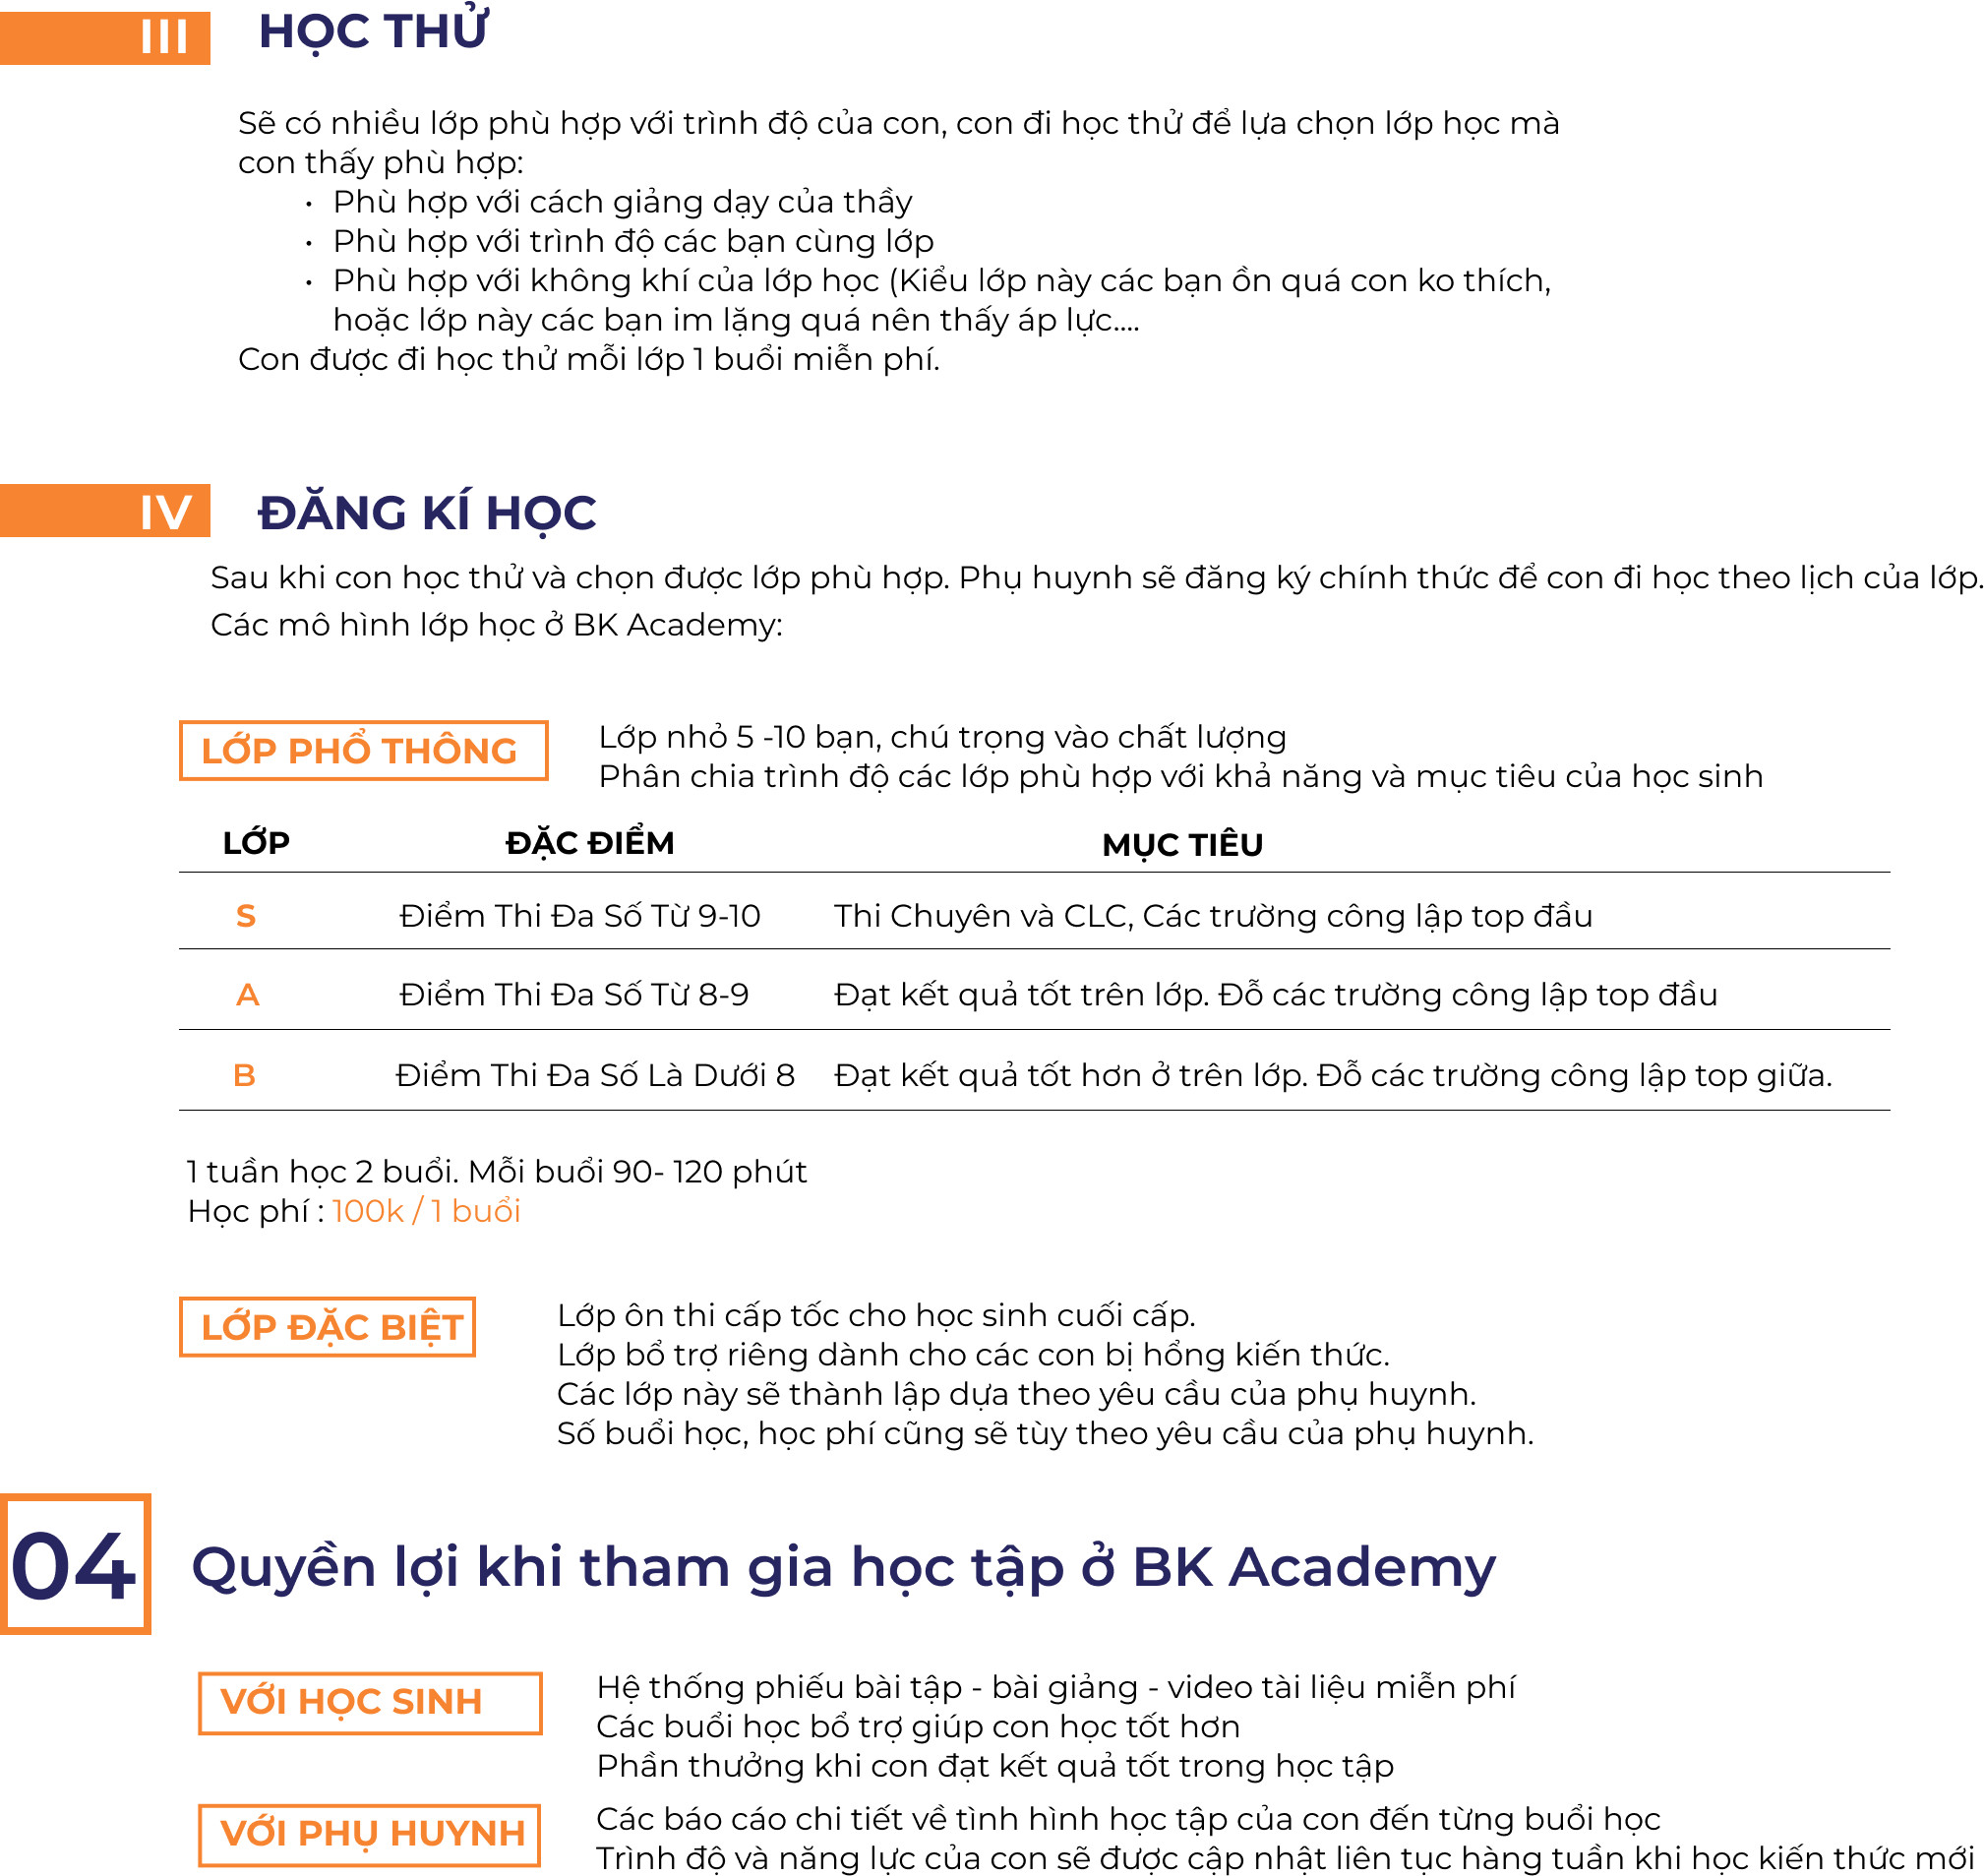 III HỌC THỬ
Sẽ có nhiều lớp phù hợp với trình độ của con, con đi học thử để lựa chọn lớp học mà
con thấy phù hợp:
• Phù hợp với cách giảng dạy của thầy
• Phù hợp với trình độ các bạn cùng lớp
• Phù hợp với không khí của lớp học (Kiểu lớp này các bạn ồn quá con ko thích,
hoặc lớp này các bạn im lặng quá nên thấy áp lực....
Con được đi học thử mỗi lớp 1 buổi miễn phí.
IV ĐĂNG KÍ HỌC
Sau khi con học thử và chọn được lớp phù hợp. Phụ huynh sẽ đăng ký chính thức để con đi học theo lịch của lớp.
Các mô hình lớp học ở BK Academy:
LỚP PHỔ THÔNG
Lớp nhỏ 5 -10 bạn, chú trọng vào chất lượng
Phân chia trình độ các lớp phù hợp với khả năng và mục tiêu của học sinh
LỚP ĐẶC ĐIỂM MỤC TIÊU
S Điểm Thi Đa Số Từ 9-10 Thi Chuyên và CLC, Các trường công lập top đầu
A Điểm Thi Đa Số Từ 8-9 Đạt kết quả tốt trên lớp. Đỗ các trường công lập top đầu
B Điểm Thi Đa Số Là Dưới 8 Đạt kết quả tốt hơn ở trên lớp. Đỗ các trường công lập top giữa.
1 tuần học 2 buổi. Mỗi buổi 90- 120 phút
Học phí : 100k / 1 buổi
LỚP ĐẶC BIỆT
Lớp ôn thi cấp tốc cho học sinh cuối cấp.
Lớp bổ trợ riêng dành cho các con bị hổng kiến thức.
Các lớp này sẽ thành lập dựa theo yêu cầu của phụ huynh.
Số buổi học, học phí cũng sẽ tùy theo yêu cầu của phụ huynh.
04 Quyền lợi khi tham gia học tập ở BK Academy
VỚI HỌC SINH
Hệ thống phiếu bài tập - bài giảng - video tài liệu miễn phí
Các buổi học bổ trợ giúp con học tốt hơn
Phần thưởng khi con đạt kết quả tốt trong học tập
VỚI PHỤ HUYNH
Các báo cáo chi tiết về tình hình học tập của con đến từng buổi học
Trình độ và năng lực của con sẽ được cập nhật liên tục hàng tuần khi học kiến thức mới